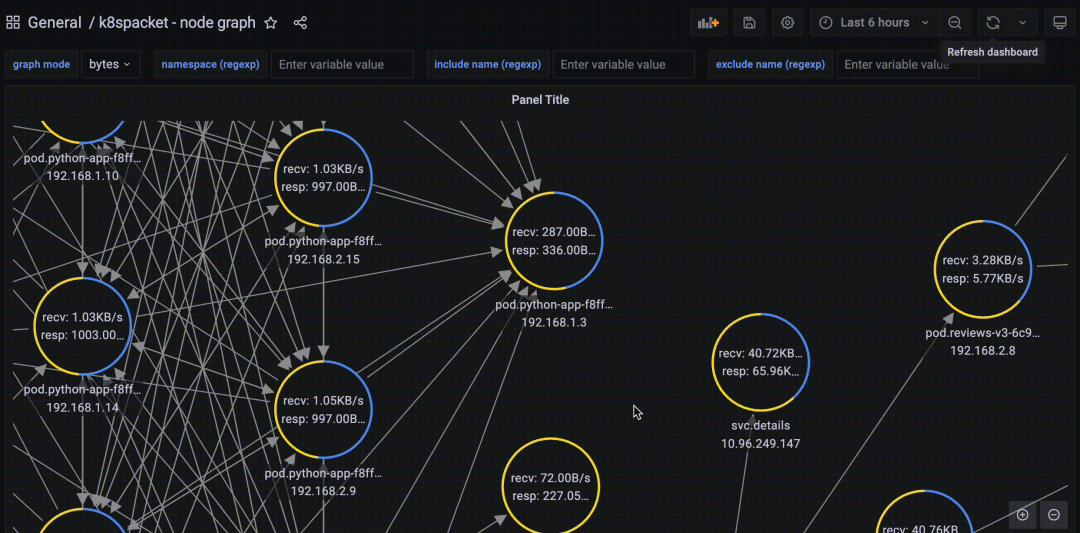 General / k8spacket - node graph
Last 6 hours
Refresh dashboard
graph mode
bytes
namespace (regexp)
Enter variable value
include name (regexp)
Enter variable value
exclude name (regexp)
Enter variable value
Panel Title
pod.python-app-f8ff...
192.168.1.10
recv: 1.03KB/s
resp: 997.00B...
pod.python-app-f8ff...
192.168.2.15
recv: 287.00B...
resp: 336.00B...
pod.python-app-f8ff...
192.168.1.3
recv: 3.28KB/s
resp: 5.77KB/s
pod.reviews-v3-6c9...
192.168.2.8
recv: 1.03KB/s
resp: 1003.00...
pod.python-app-f8ff...
192.168.1.14
recv: 40.72KB...
resp: 65.96K...
svc.details
10.96.249.147
recv: 1.05KB/s
resp: 997.00B...
pod.python-app-f8ff...
192.168.2.9
recv: 72.00B/s
resp: 227.05...
recv: 40.76KB